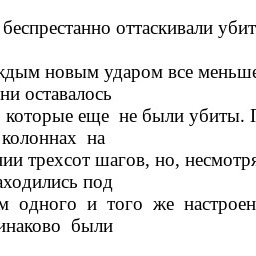 беспрестанно оттаскивали убит
ждым новым ударом все меньше
ни оставалось
которые еще не были убиты. П
колоннах на
нии трехсот шагов, но, несмотря
аходились под
м одного и того же настроен
инаково были